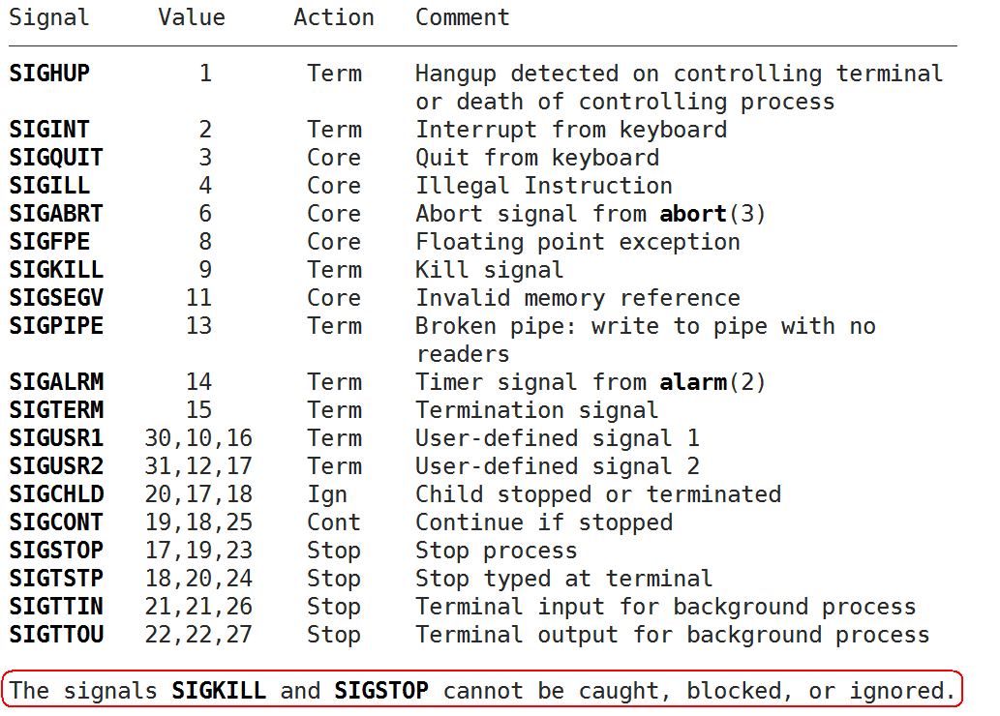 Signal Value Action Comment
SIGHUP 1 Term Hangup detected on controlling terminal
or death of controlling process
SIGINT 2 Term Interrupt from keyboard
SIGQUIT 3 Core Quit from keyboard
SIGILL 4 Core Illegal Instruction
SIGABRT 6 Core Abort signal from abort(3)
SIGFPE 8 Core Floating point exception
SIGKILL 9 Term Kill signal
SIGSEGV 11 Core Invalid memory reference
SIGPIPE 13 Term Broken pipe: write to pipe with no
readers
SIGALRM 14 Term Timer signal from alarm(2)
SIGTERM 15 Term Termination signal
SIGUSR1 30,10,16 Term User-defined signal 1
SIGUSR2 31,12,17 Term User-defined signal 2
SIGCHLD 20,17,18 Ign Child stopped or terminated
SIGCONT 19,18,25 Cont Continue if stopped
SIGSTOP 17,19,23 Stop Stop process
SIGTSTP 18,20,24 Stop Stop typed at terminal
SIGTTIN 21,21,26 Stop Terminal input for background process
SIGTTOU 22,22,27 Stop Terminal output for background process
The signals SIGKILL and SIGSTOP cannot be caught, blocked, or ignored.